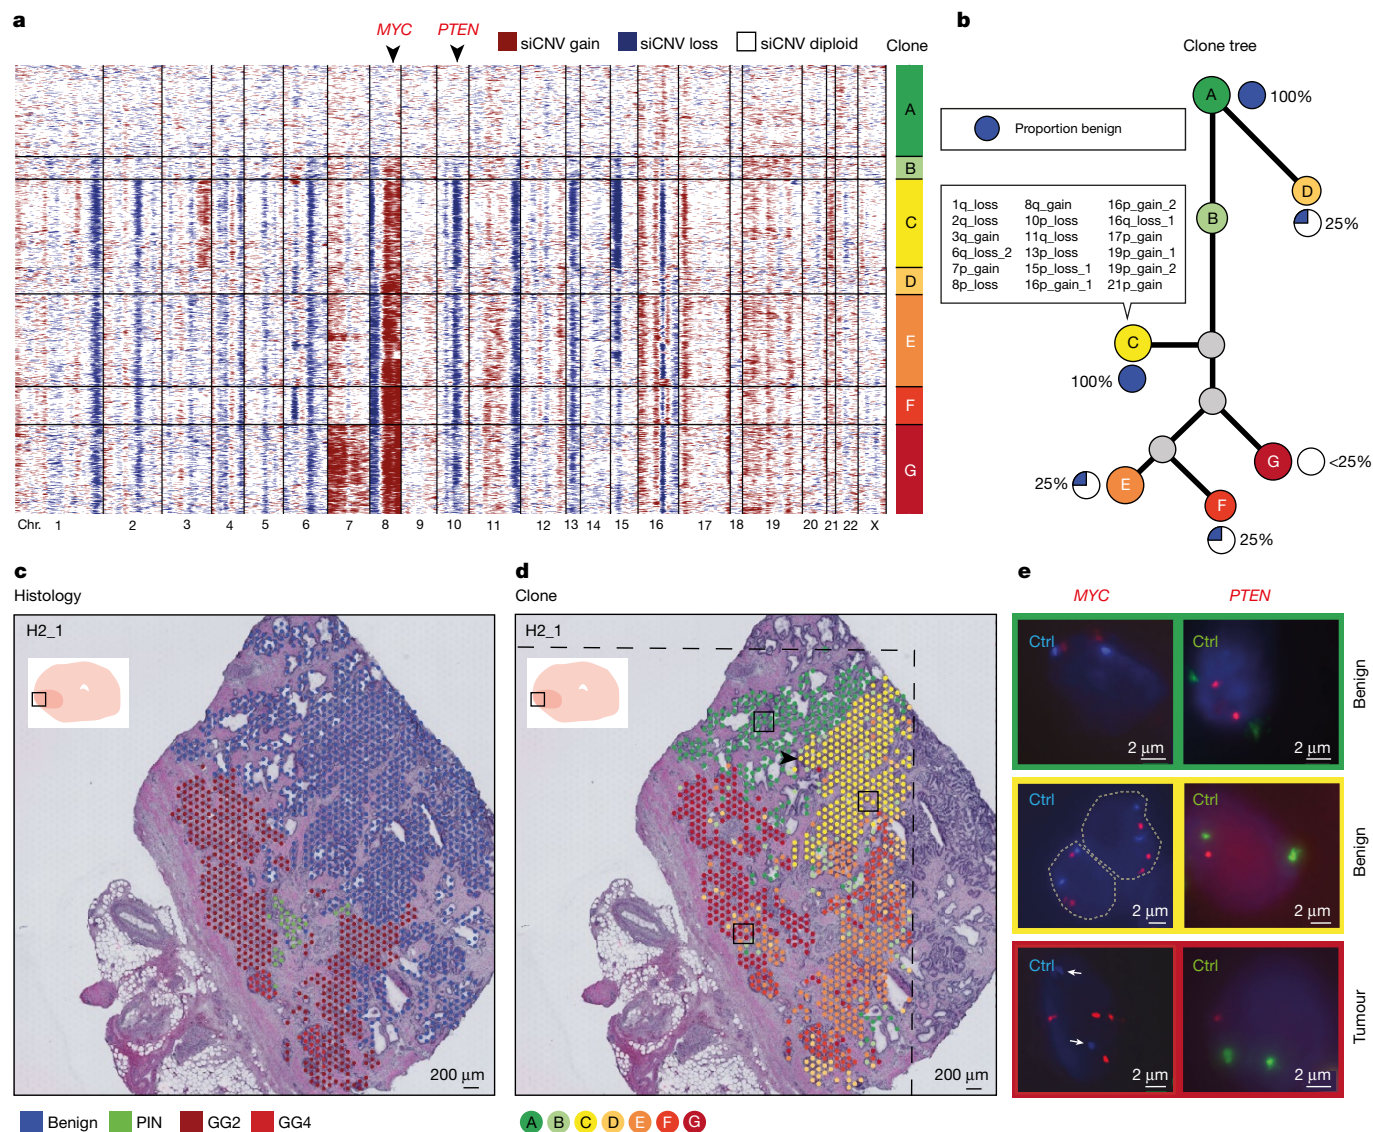 a
MYC
PTEN
siCNV gain
siCNV loss
siCNV diploid
Clone
A
B
C
D
E
F
G
Chr. 1 2 3 4 5 6 7 8 9 10 11 12 13 14 15 16 17 18 19 20 21 22 X
b
Clone tree
A
100%
Proportion benign
D
25%
B
1q_loss 8q_gain 16p_gain_2
2q_loss 10p_loss 16q_loss_1
3q_gain 11q_loss 17p_gain
6q_loss_2 13p_loss 19p_gain_1
7p_gain 15p_loss_1 19p_gain_2
8p_loss 16p_gain_1 21p_gain
C
100%
G
<25%
25%
E
F
25%
c
Histology
H2_1
200 μm
Benign
PIN
GG2
GG4
d
Clone
H2_1
200 μm
A B C D E F G
e
MYC
PTEN
Ctrl
2 μm
Ctrl
2 μm
Benign
Ctrl
2 μm
Ctrl
2 μm
Benign
Ctrl
2 μm
Ctrl
2 μm
Tumour